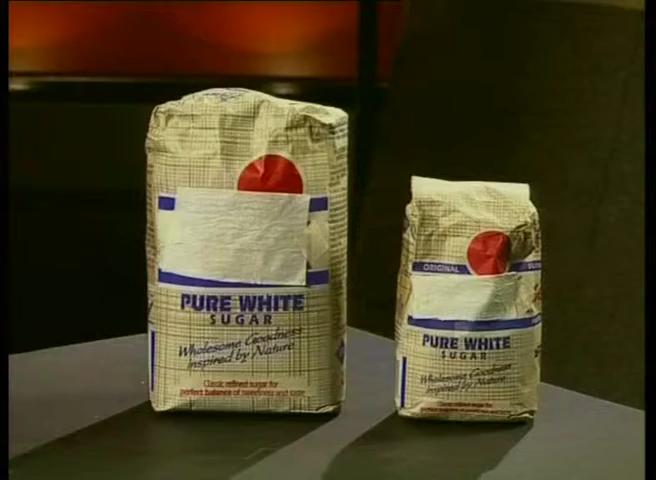 PURE WHITE
SUGAR
Wholesome Goodness
inspired by Nature
Classic refined sugar for
perfect balance of sweetness and taste
ORIGINAL
PURE WHITE
SUGAR
Wholesome Goodness
inspired by Nature